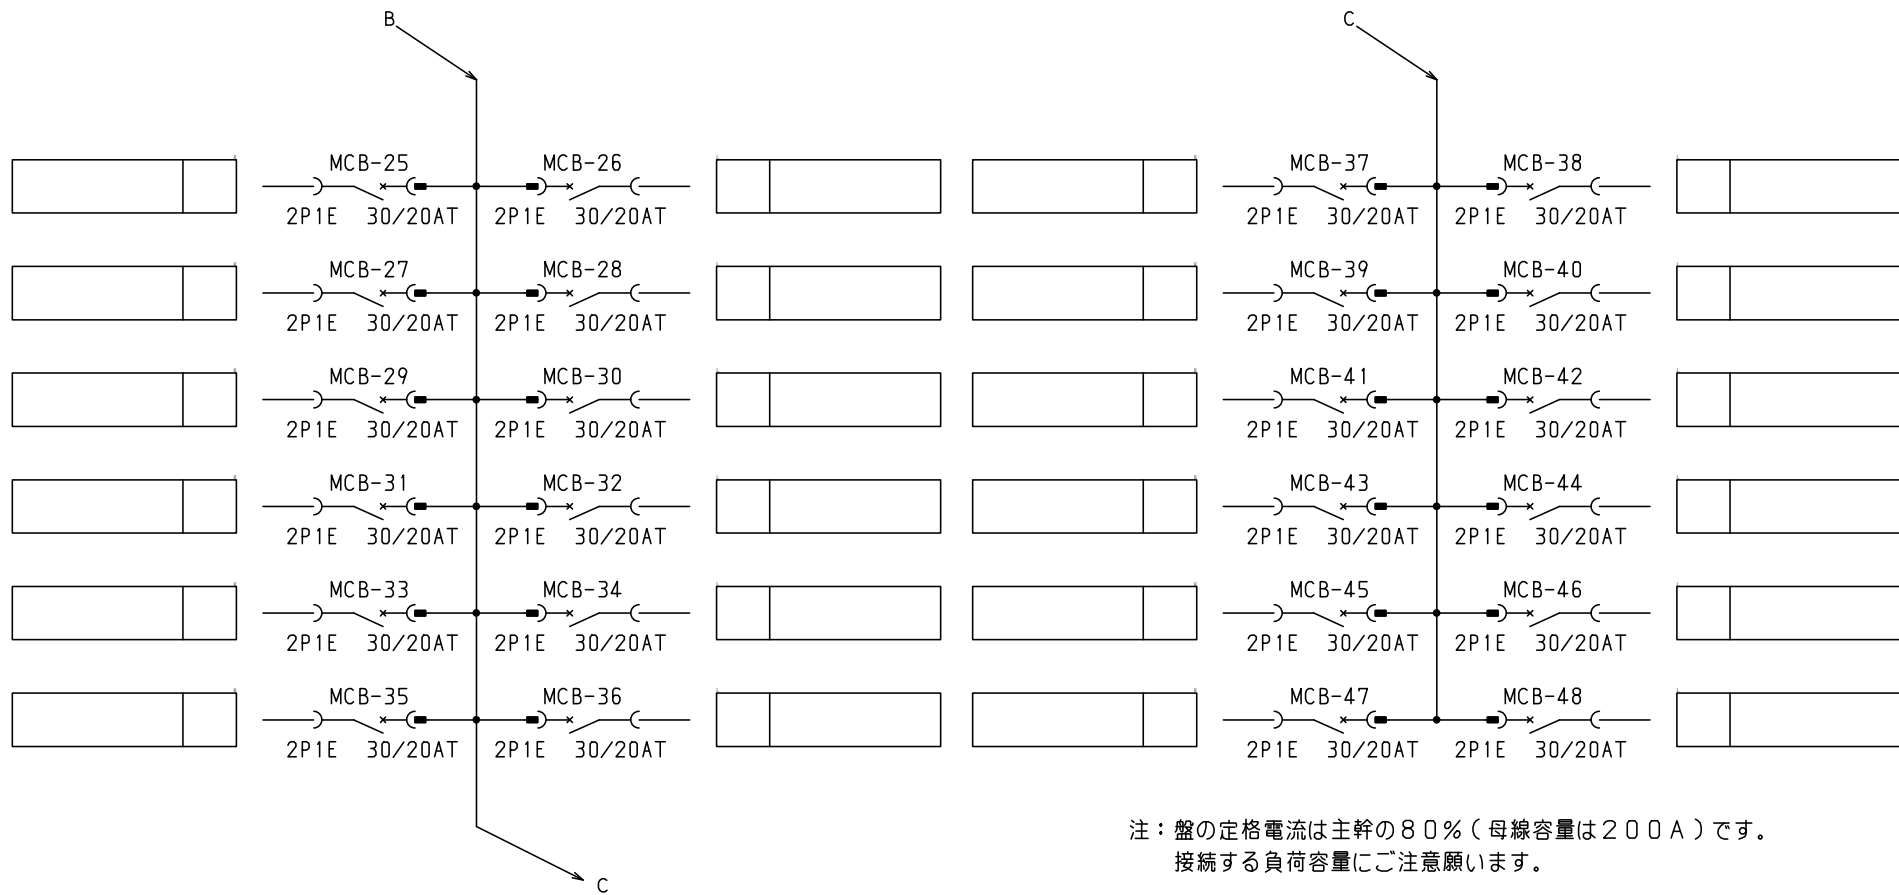 B
C
MCB-25 MCB-26 MCB-37 MCB-38
2P1E 30/20AT 2P1E 30/20AT 2P1E 30/20AT 2P1E 30/20AT
MCB-27 MCB-28 MCB-39 MCB-40
2P1E 30/20AT 2P1E 30/20AT 2P1E 30/20AT 2P1E 30/20AT
MCB-29 MCB-30 MCB-41 MCB-42
2P1E 30/20AT 2P1E 30/20AT 2P1E 30/20AT 2P1E 30/20AT
MCB-31 MCB-32 MCB-43 MCB-44
2P1E 30/20AT 2P1E 30/20AT 2P1E 30/20AT 2P1E 30/20AT
MCB-33 MCB-34 MCB-45 MCB-46
2P1E 30/20AT 2P1E 30/20AT 2P1E 30/20AT 2P1E 30/20AT
MCB-35 MCB-36 MCB-47 MCB-48
2P1E 30/20AT 2P1E 30/20AT 2P1E 30/20AT 2P1E 30/20AT
注：盤の定格電流は主幹の８０％（母線容量は２００Ａ）です。
接続する負荷容量にご注意願います。
C